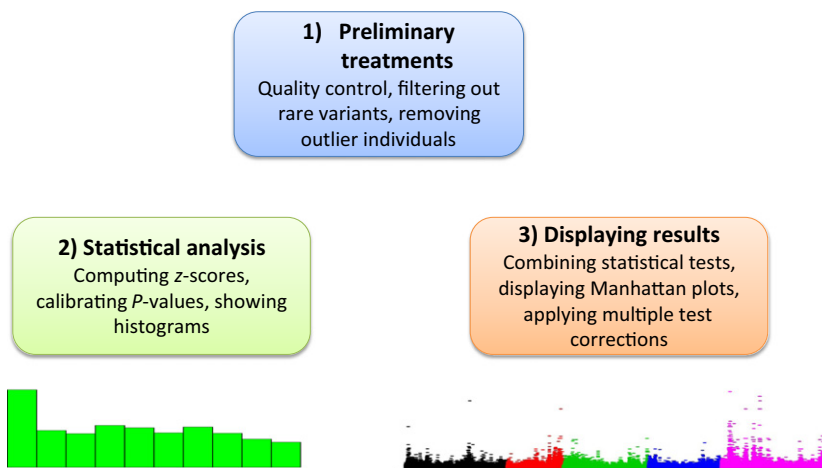 1) Preliminary
treatments
Quality control, filtering out
rare variants, removing
outlier individuals
2) Statistical analysis
Computing z-scores,
calibrating P-values, showing
histograms
3) Displaying results
Combining statistical tests,
displaying Manhattan plots,
applying multiple test
corrections